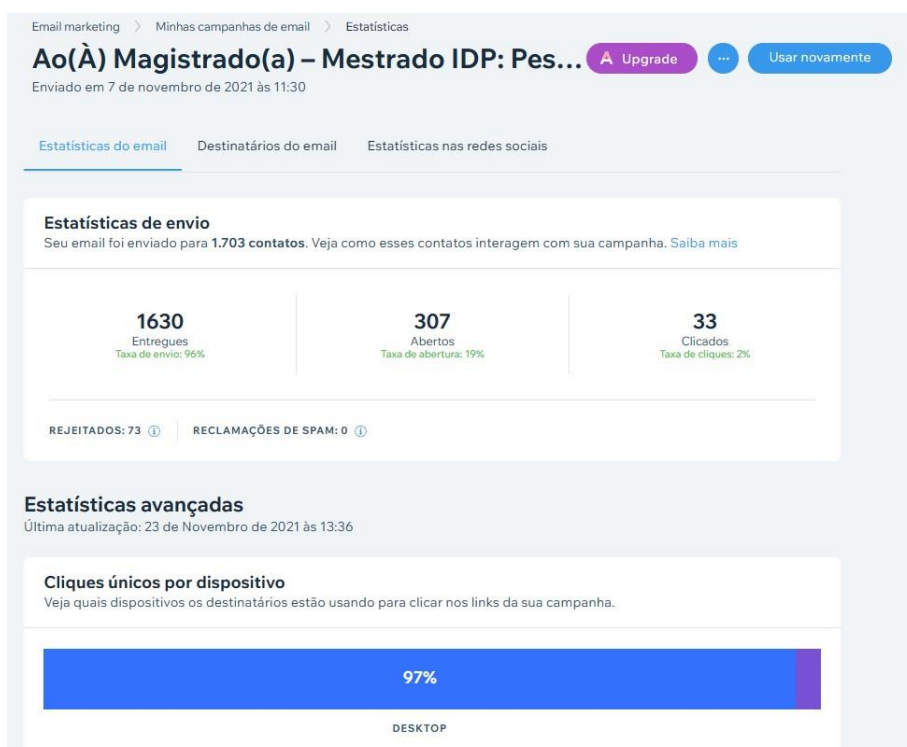 Email marketing > Minhas campanhas de email > Estatísticas
Ao(À) Magistrado(a) – Mestrado IDP: Pes...
Upgrade
...
Usar novamente
Enviado em 7 de novembro de 2021 às 11:30
Estatísticas do email Destinatários do email Estatísticas nas redes sociais
Estatísticas de envio
Seu email foi enviado para 1.703 contatos. Veja como esses contatos interagem com sua campanha. Saiba mais
1630 307 33
Entregues Abertos Clicados
Taxa de envio: 96% Taxa de abertura: 19% Taxa de cliques: 2%
REJEITADOS: 73 RECLAMAÇÕES DE SPAM: 0
Estatísticas avançadas
Última atualização: 23 de Novembro de 2021 às 13:36
Cliques únicos por dispositivo
Veja quais dispositivos os destinatários estão usando para clicar nos links da sua campanha.
97%
DESKTOP